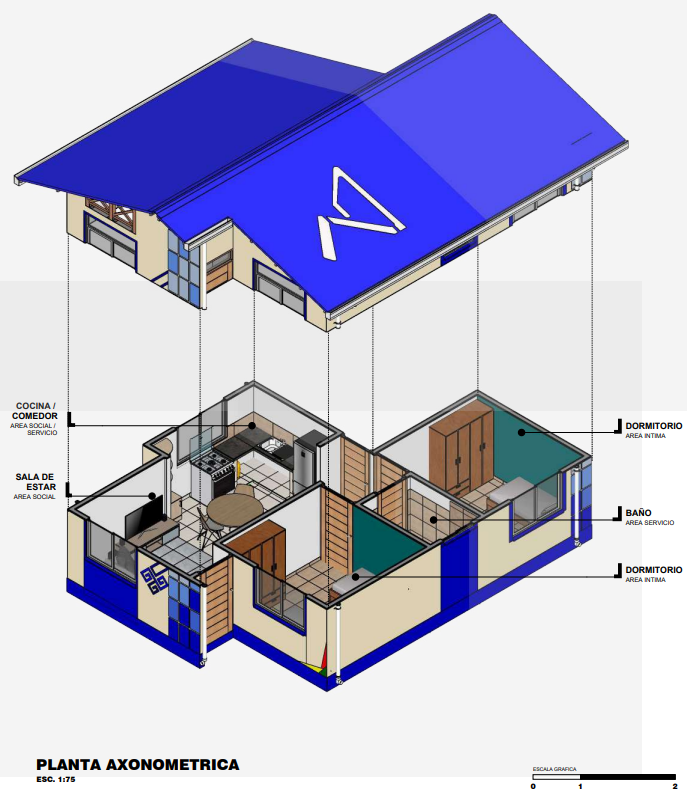 COCINA /
COMEDOR
AREA SOCIAL /
SERVICIO
SALA DE
ESTAR
AREA SOCIAL
DORMITORIO
AREA INTIMA
BAÑO
AREA SERVICIO
DORMITORIO
AREA INTIMA
PLANTA AXONOMETRICA
ESC. 1:75
ESCALA GRAFICA
0 1 2